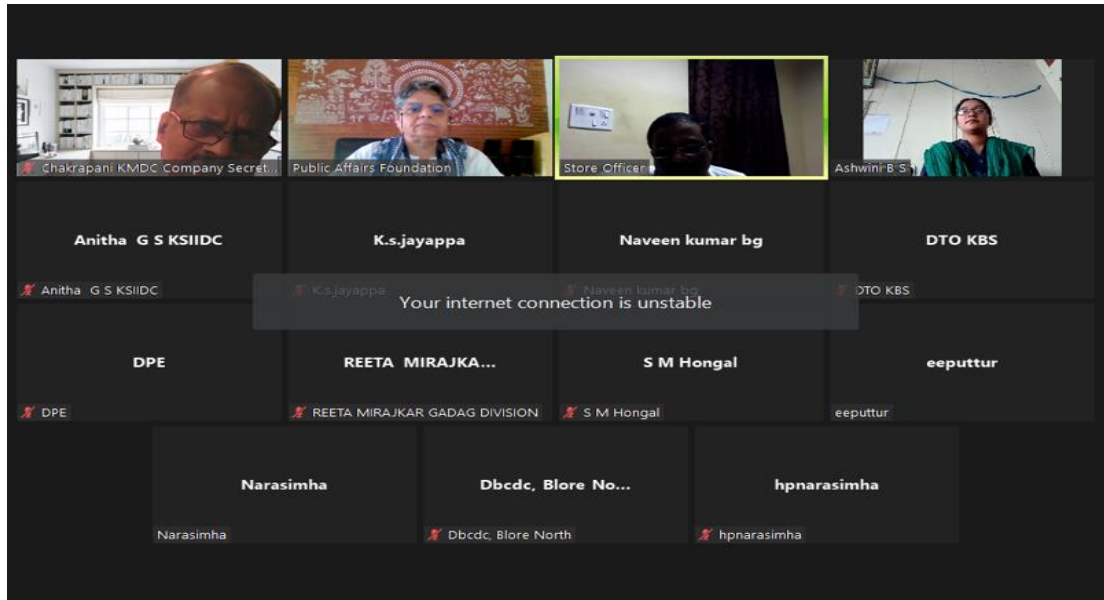 Chakrapani KMDC Company Secret...
Public Affairs Foundation
Store Officer
Ashwini B S
Anitha G S KSIIDC
K.s.jayappa
Naveen kumar bg
DTO KBS
Anitha G S KSIIDC
K.s.jayappa
Naveen kumar bg
DTO KBS
Your internet connection is unstable
DPE
REETA MIRAJKA...
S M Hongal
eeputtur
DPE
REETA MIRAJKAR GADAG DIVISION
S M Hongal
eeputtur
Narasimha
Dbcdc, Blore No...
hpnarasimha
Narasimha
Dbcdc, Blore North
hpnarasimha